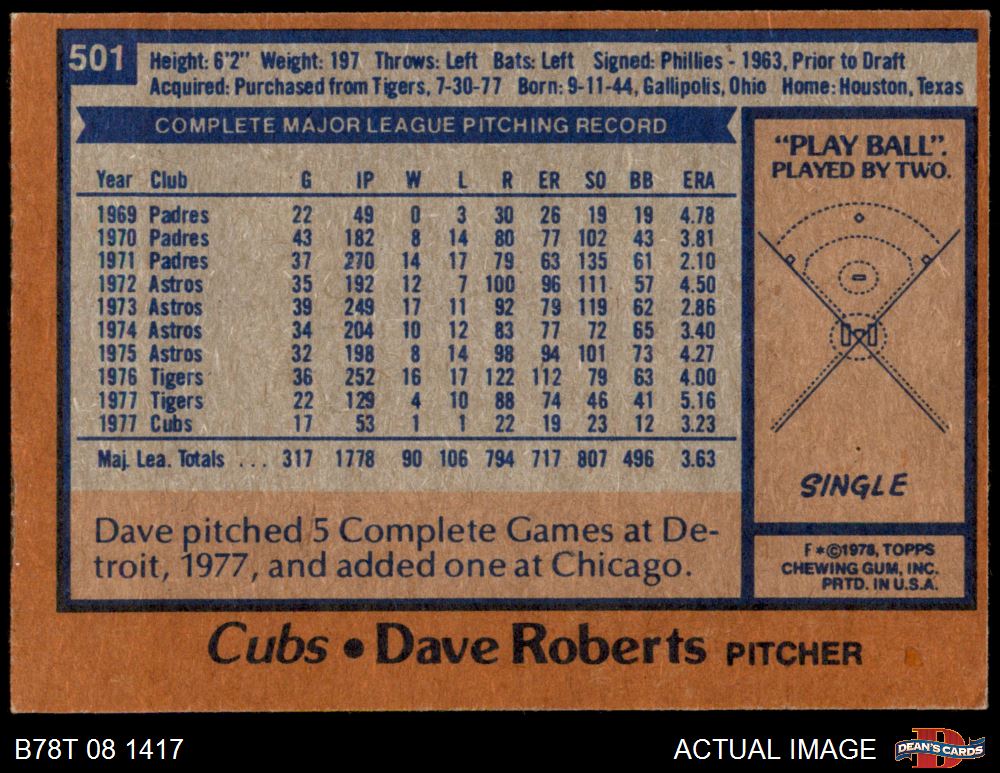 501
Height: 6'2" Weight: 197 Throws: Left Bats: Left Signed: Phillies - 1963, Prior to Draft
Acquired: Purchased from Tigers, 7-30-77 Born: 9-11-44, Gallipolis, Ohio Home: Houston, Texas
COMPLETE MAJOR LEAGUE PITCHING RECORD
Year Club G IP W L R ER SO BB ERA
1969 Padres 22 49 0 3 30 26 19 19 4.78
1970 Padres 43 182 8 14 80 77 102 43 3.81
1971 Padres 37 270 14 17 79 63 135 61 2.10
1972 Astros 35 192 12 7 100 96 111 57 4.50
1973 Astros 39 249 17 11 92 79 119 62 2.86
1974 Astros 34 204 10 12 83 77 72 65 3.40
1975 Astros 32 198 8 14 98 94 101 73 4.27
1976 Tigers 36 252 16 17 122 112 79 63 4.00
1977 Tigers 22 129 4 10 88 74 46 41 5.16
1977 Cubs 17 53 1 1 22 19 23 12 3.23
Maj. Lea. Totals ... 317 1778 90 106 794 717 807 496 3.63
Dave pitched 5 Complete Games at De-
troit, 1977, and added one at Chicago.
"PLAY BALL".
PLAYED BY TWO.
SINGLE
F*©1978, TOPPS
CHEWING GUM, INC.
PRTD. IN U.S.A.
Cubs • Dave Roberts PITCHER
B78T 08 1417
ACTUAL IMAGE
D
DEAN'S CARDS